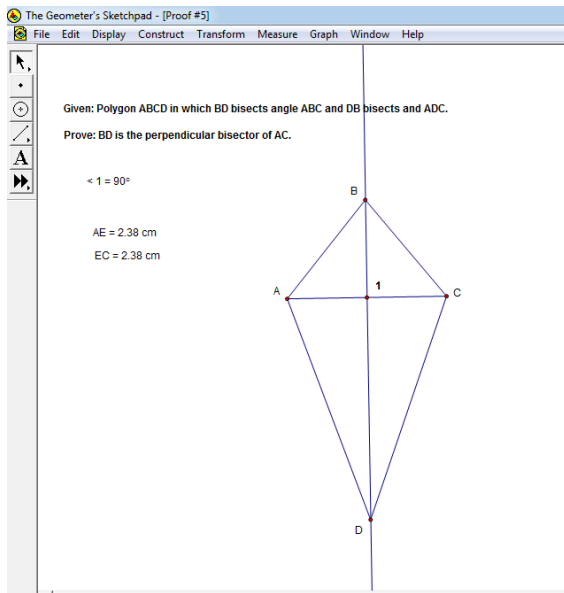 The Geometer's Sketchpad - [Proof #5]
File Edit Display Construct Transform Measure Graph Window Help
Given: Polygon ABCD in which BD bisects angle ABC and DB bisects and ADC.
Prove: BD is the perpendicular bisector of AC.
< 1 = 90°
B
AE = 2.38 cm
EC = 2.38 cm
A
1
C
D
A